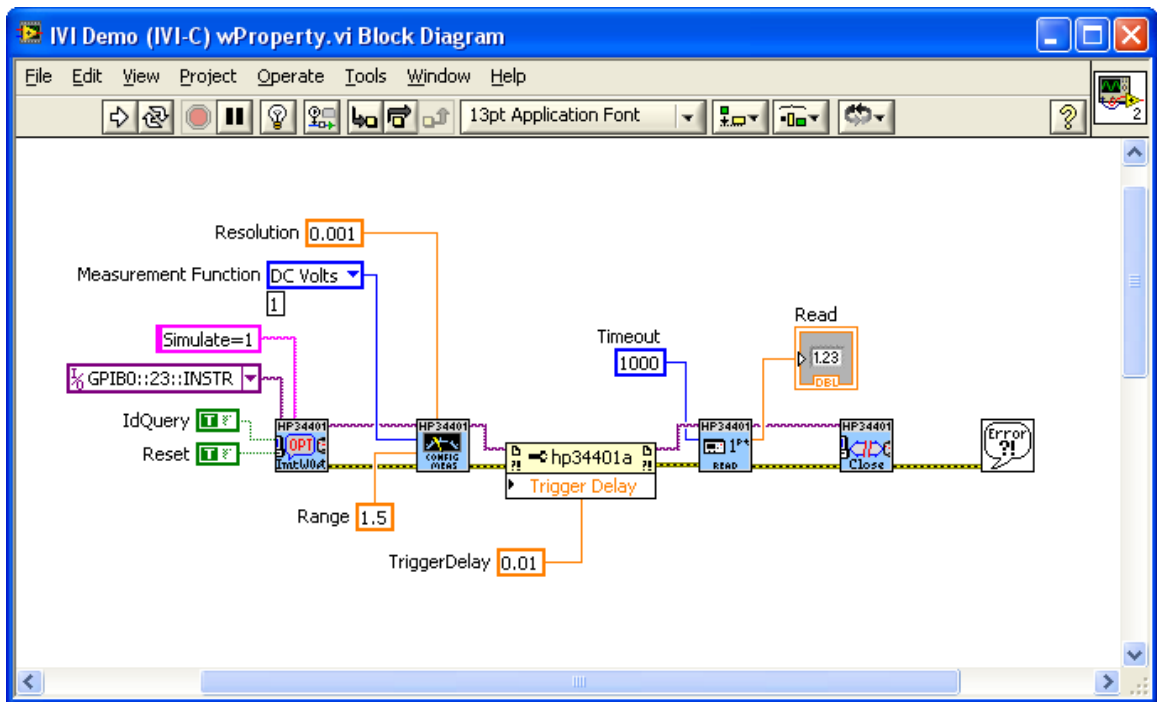 IVI Demo (IVI-C) wProperty.vi Block Diagram
File Edit View Project Operate Tools Window Help
13pt Application Font
2
Resolution 0.001
Measurement Function DC Volts
1
Simulate=1
GPIB0::23::INSTR
IdQuery T
Reset T
HP34401
OPT
InitWOpt
HP34401
CONFIG
MEAS
Range 1.5
hp34401a
Trigger Delay
TriggerDelay 0.01
Timeout
1000
HP34401
1Pt
READ
Read
1.23
DBL
HP34401
Close
Error
?!